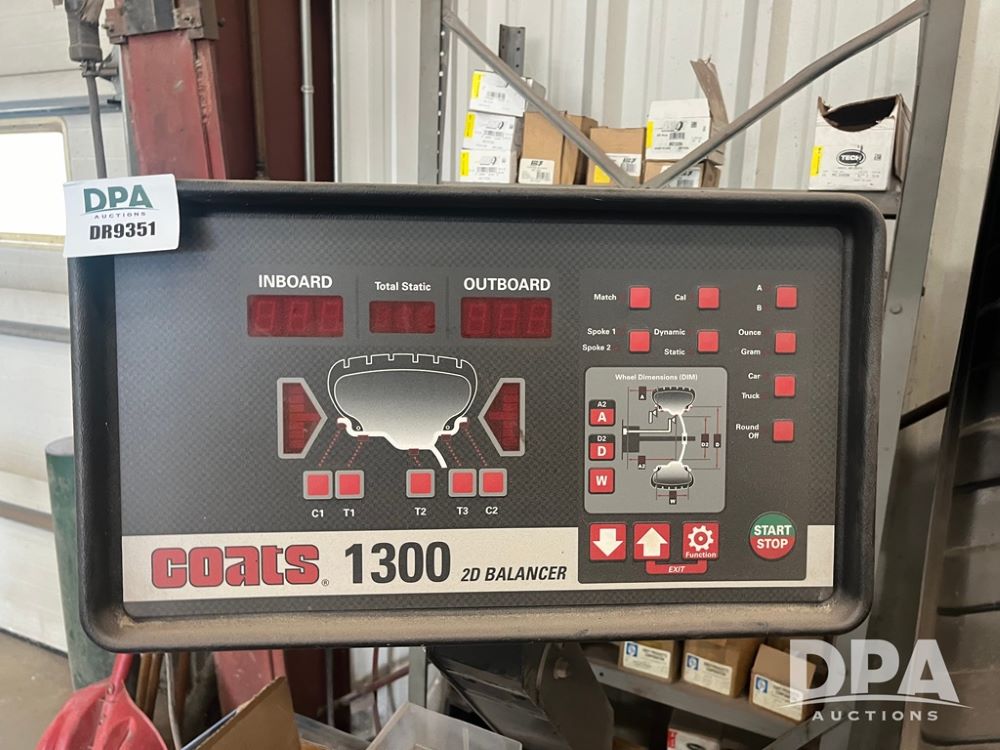 DPA
AUCTIONS
DR9351
INBOARD
Total Static
OUTBOARD
Match
Cal
A
B
Spoke 1
Spoke 2
Dynamic
Static
Ounce
Gram
Car
Truck
Round
Off
Wheel Dimensions (DIM)
A2
A
D2
D
W
A
A2
D2
D
W
C1
T1
T2
T3
C2
Function
EXIT
START
STOP
COATS® 1300 2D BALANCER
TECH
DPA
AUCTIONS